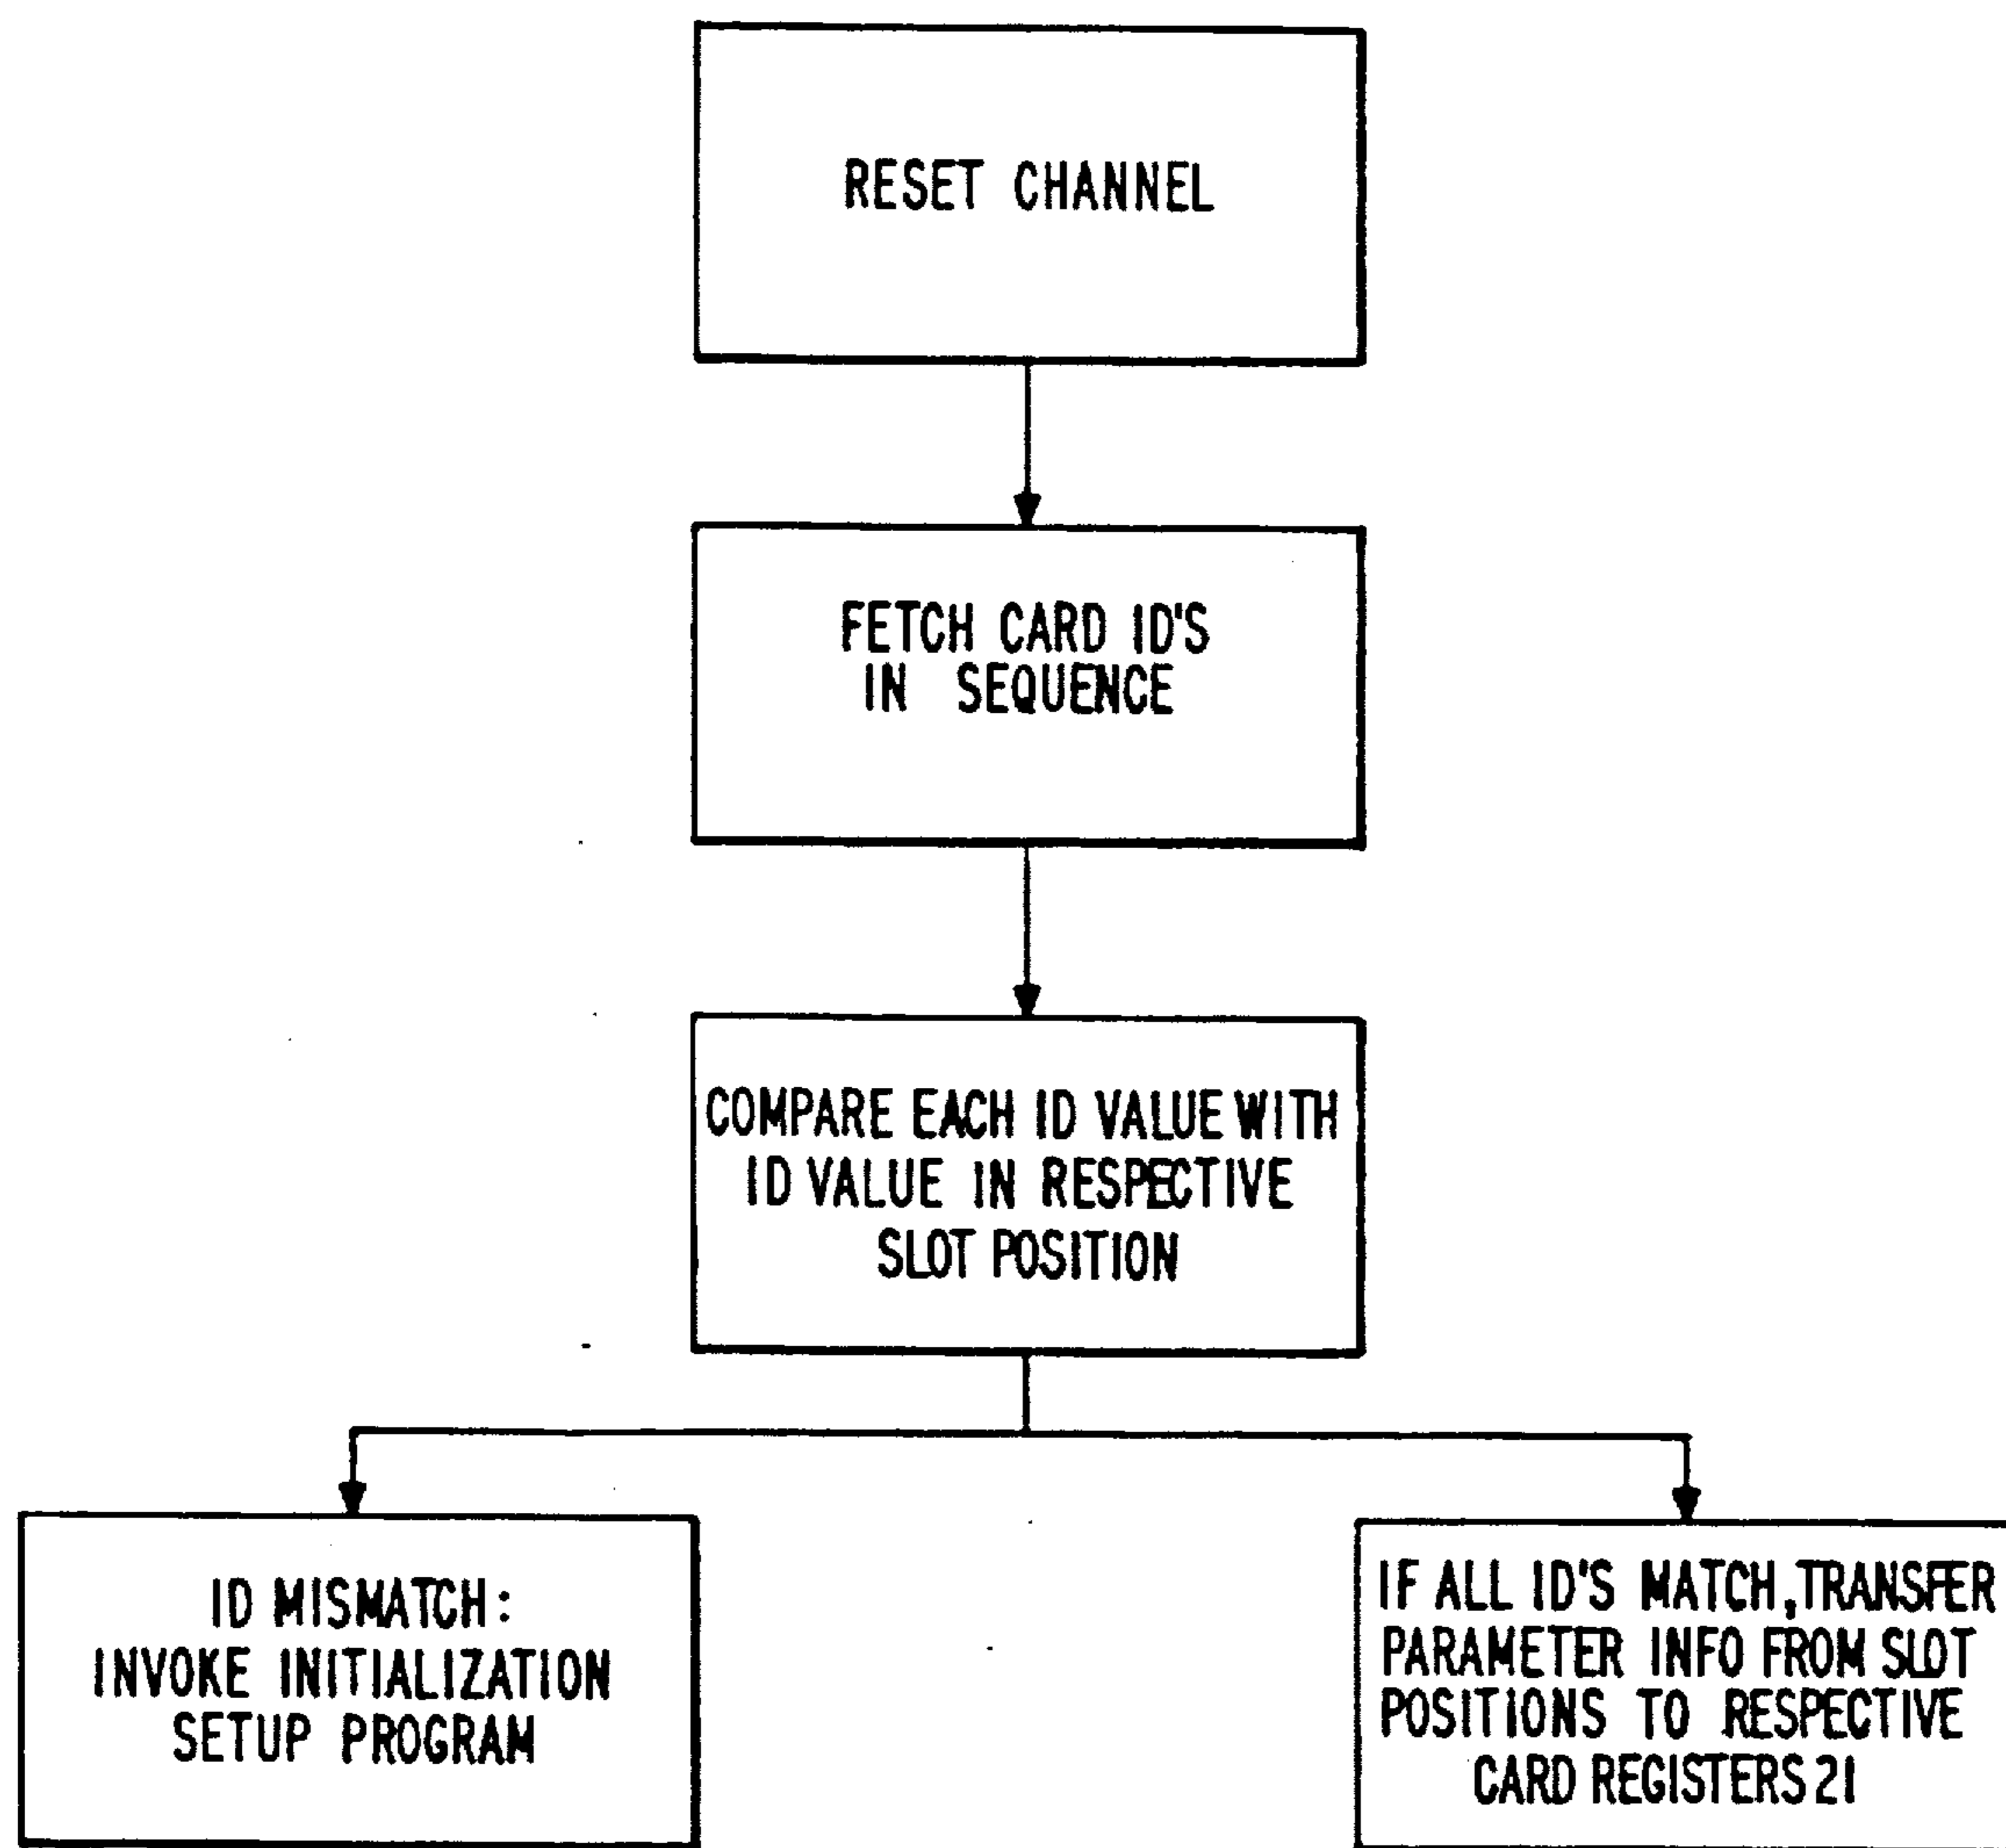 RESET CHANNEL
FETCH CARD ID'S
IN SEQUENCE
COMPARE EACH ID VALUE WITH
ID VALUE IN RESPECTIVE
SLOT POSITION
ID MISMATCH:
INVOKE INITIALIZATION
SETUP PROGRAM
IF ALL ID'S MATCH, TRANSFER
PARAMETER INFO FROM SLOT
POSITIONS TO RESPECTIVE
CARD REGISTERS 21